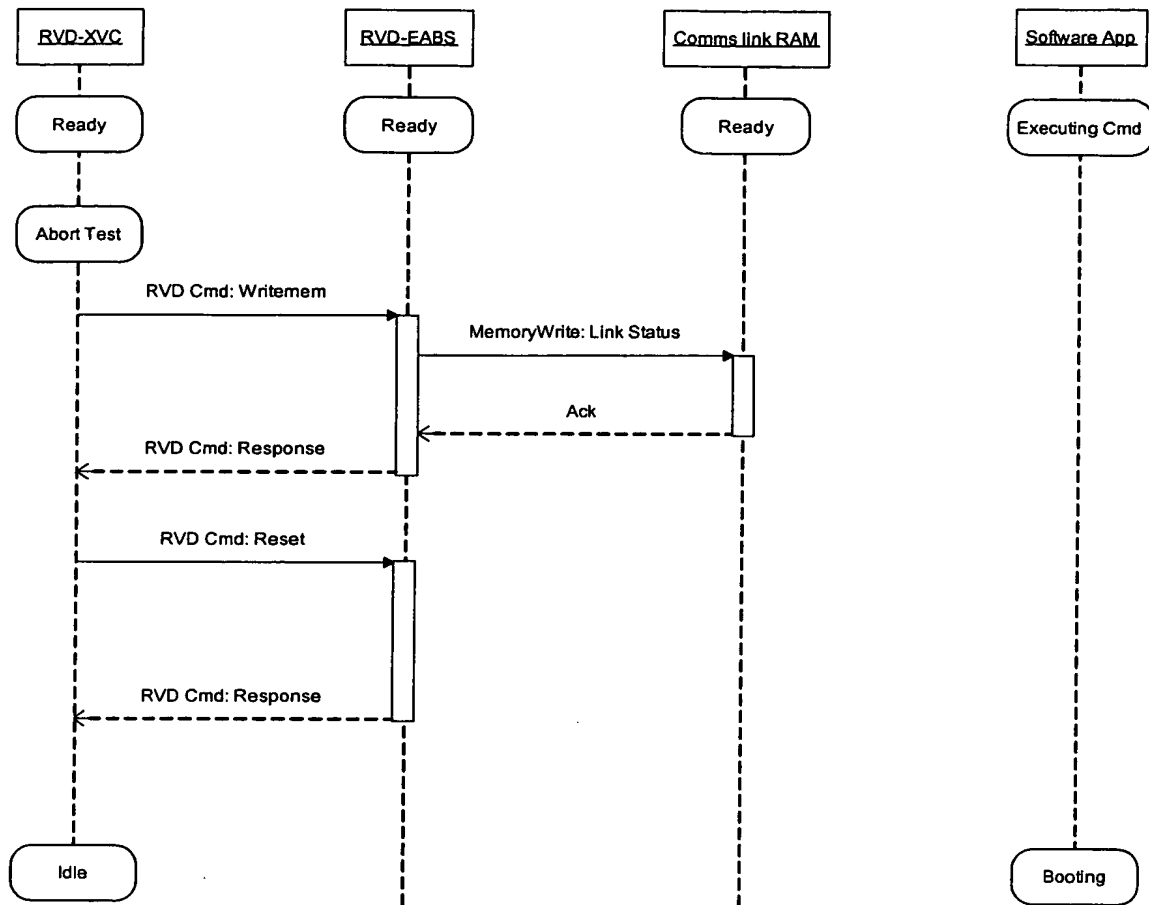 RVD-XVC
RVD-EABS
Comms link RAM
Software App
Ready
Ready
Ready
Executing Cmd
Abort Test
RVD Cmd: Writemem
MemoryWrite: Link Status
Ack
RVD Cmd: Response
RVD Cmd: Reset
RVD Cmd: Response
Idle
Booting